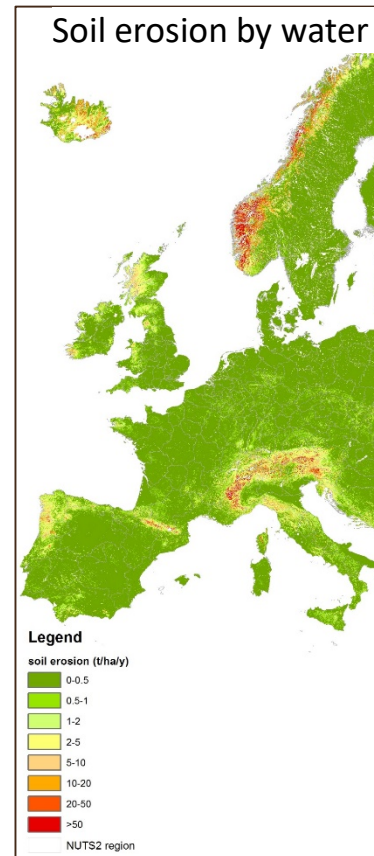 Soil erosion by water
Legend
soil erosion (t/ha/y)
0-0.5
0.5-1
1-2
2-5
5-10
10-20
20-50
>50
NUTS2 region